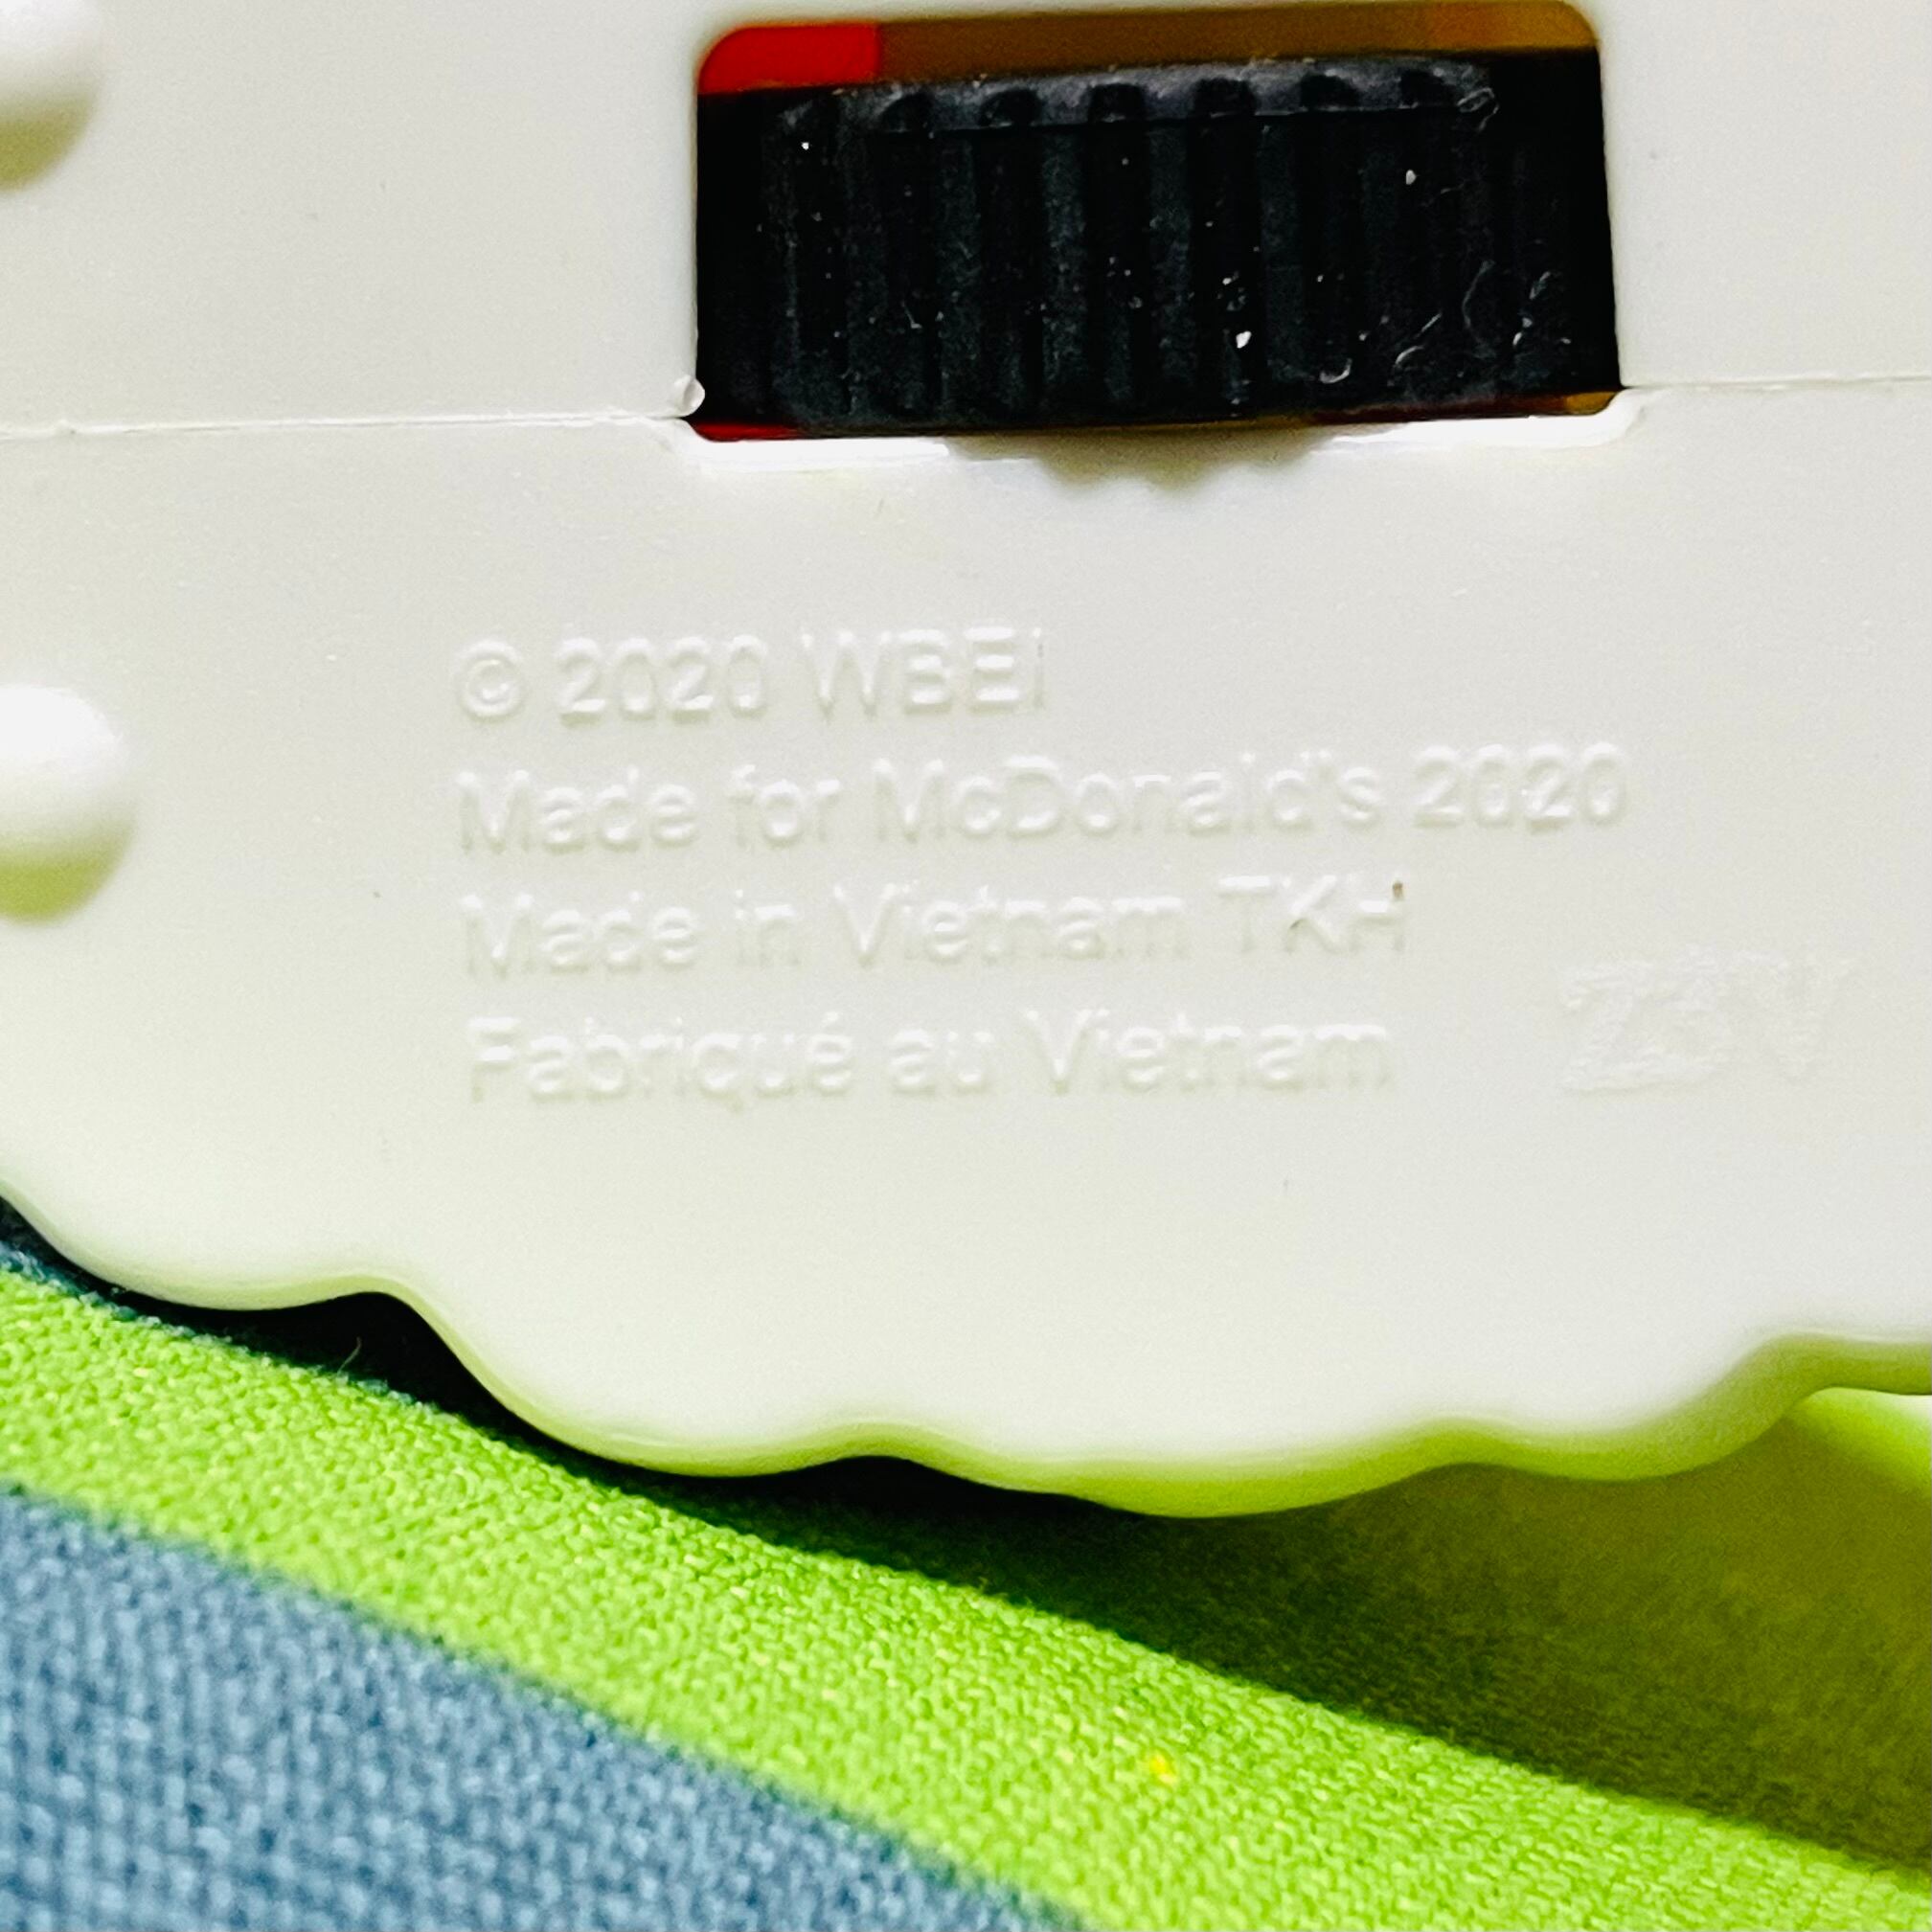 © 2020 WBEI
Made for McDonald's 2020
Made in Vietnam TKH
Fabriqué au Vietnam